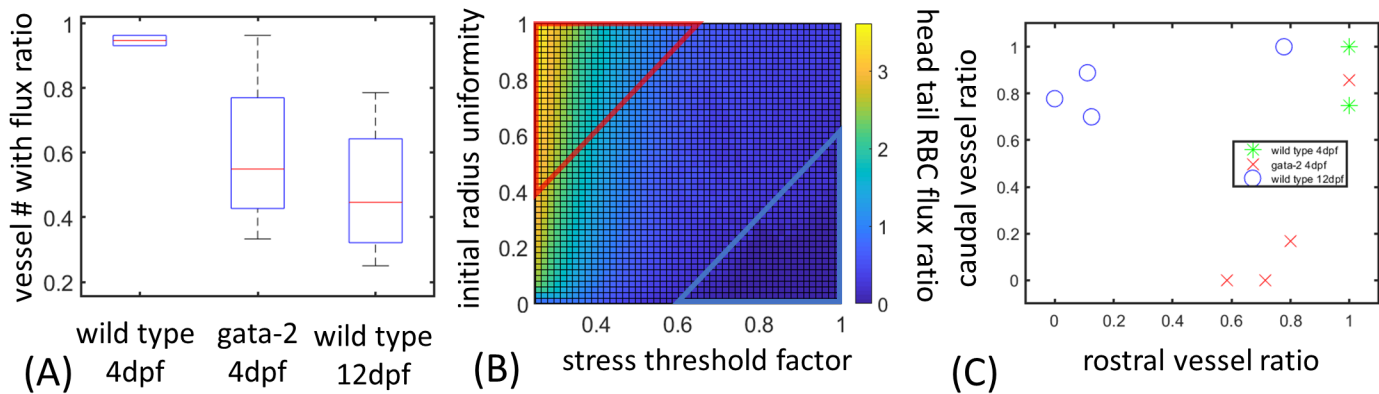 vessel # with flux ratio
1
0.8
0.6
0.4
0.2
wild type
4dpf
gata-2
4dpf
wild type
12dpf
(A)
initial radius uniformity
1
0.8
0.6
0.4
0.2
0
0.4
0.6
0.8
1
stress threshold factor
(B)
3
2
1
0
head tail RBC flux ratio
caudal vessel ratio
1
0.8
0.6
0.4
0.2
0
0
0.2
0.4
0.6
0.8
1
wild type 4dpf
gata-2 4dpf
wild type 12dpf
rostral vessel ratio
(C)